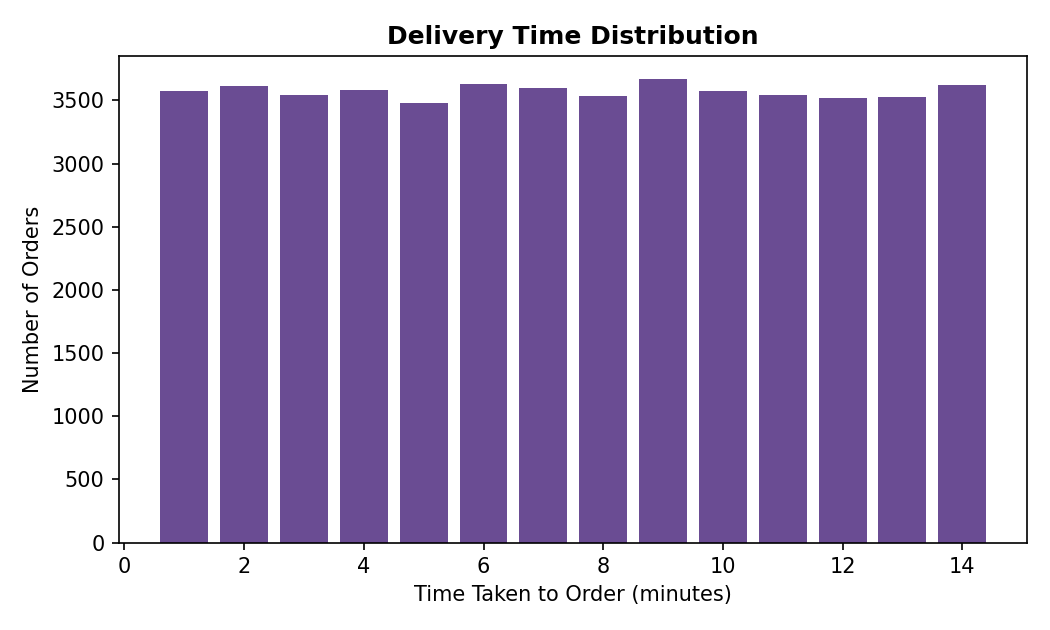 Delivery Time Distribution
Number of Orders
3500
3000
2500
2000
1500
1000
500
0
0 2 4 6 8 10 12 14
Time Taken to Order (minutes)